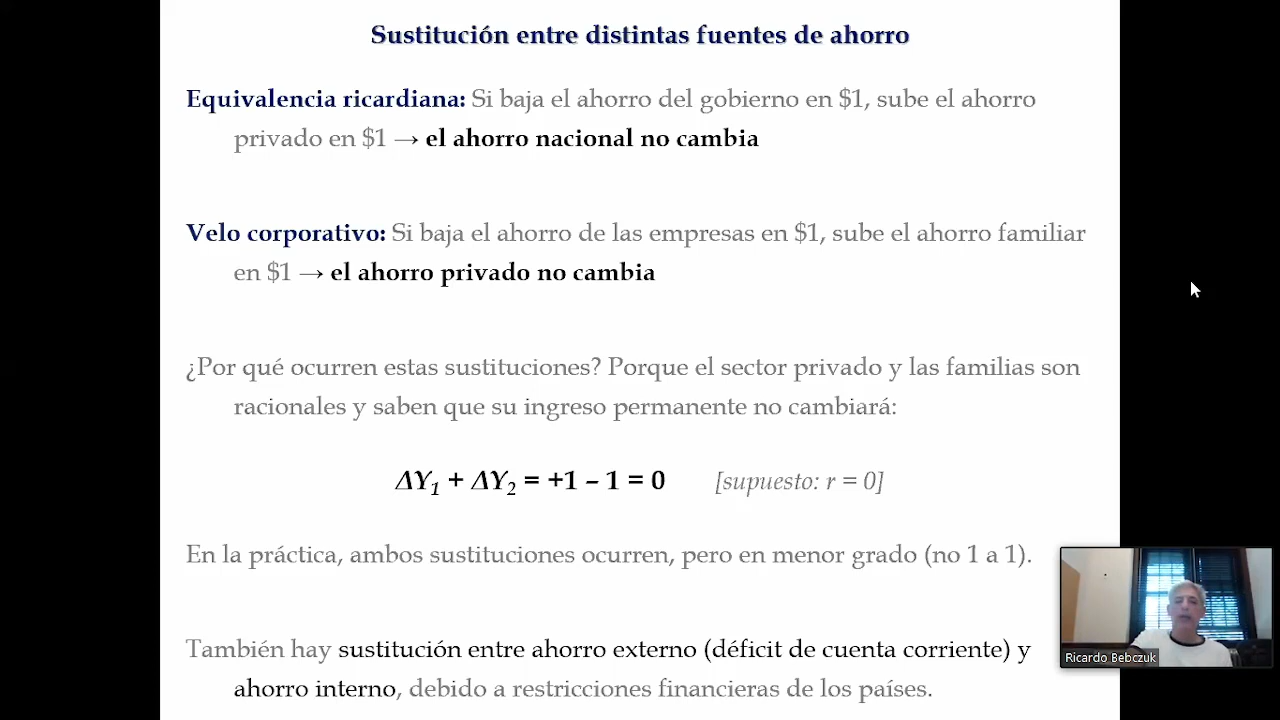 Sustitución entre distintas fuentes de ahorro
Equivalencia ricardiana: Si baja el ahorro del gobierno en $1, sube el ahorro
privado en $1 → el ahorro nacional no cambia
Velo corporativo: Si baja el ahorro de las empresas en $1, sube el ahorro familiar
en $1 → el ahorro privado no cambia
¿Por qué ocurren estas sustituciones? Porque el sector privado y las familias son
racionales y saben que su ingreso permanente no cambiará:
ΔY₁ + ΔY₂ = +1 – 1 = 0 [supuesto: r = 0]
En la práctica, ambos sustituciones ocurren, pero en menor grado (no 1 a 1).
También hay sustitución entre ahorro externo (déficit de cuenta corriente) y
ahorro interno, debido a restricciones financieras de los países.
Ricardo Bebczuk